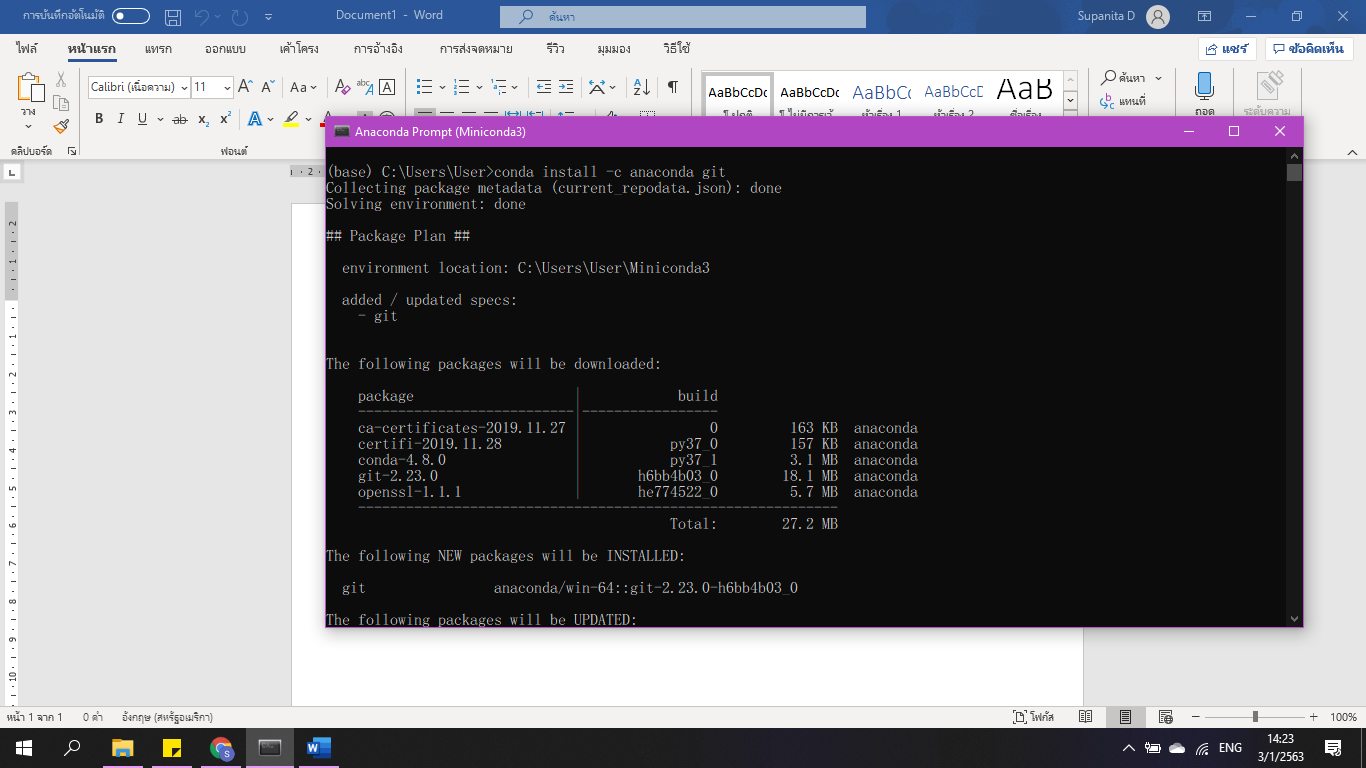 การบันทึกอัตโนมัติ
Document1 - Word
ค้นหา
Supanita D
ไฟล์ หน้าแรก แทรก ออกแบบ เค้าโครง การอ้างอิง การส่งจดหมาย รีวิว มุมมอง วิธีใช้
แชร์ ข้อคิดเห็น
วาง
Calibri (เนื้อความ) 11
AaBbCcDc AaBbCcDc AaBbCc AaBbCcD AaB
ค้นหา
แทนที่
คลิปบอร์ด ฟอนต์
Anaconda Prompt (Miniconda3)
(base) C:\Users\User>conda install -c anaconda git
Collecting package metadata (current_repodata.json): done
Solving environment: done
## Package Plan ##
environment location: C:\Users\User\Miniconda3
added / updated specs:
- git
The following packages will be downloaded:
package | build
---------------------------|-----------------
ca-certificates-2019.11.27 | 0 163 KB anaconda
certifi-2019.11.28 | py37_0 157 KB anaconda
conda-4.8.0 | py37_1 3.1 MB anaconda
git-2.23.0 | h6bb4b03_0 18.1 MB anaconda
openssl-1.1.1 | he774522_0 5.7 MB anaconda
------------------------------------------------------------
Total: 27.2 MB
The following NEW packages will be INSTALLED:
git anaconda/win-64::git-2.23.0-h6bb4b03_0
The following packages will be UPDATED:
หน้า 1 จาก 1 0 คำ อังกฤษ (สหรัฐอเมริกา)
โฟกัส
100%
ENG
14:23
3/1/2563